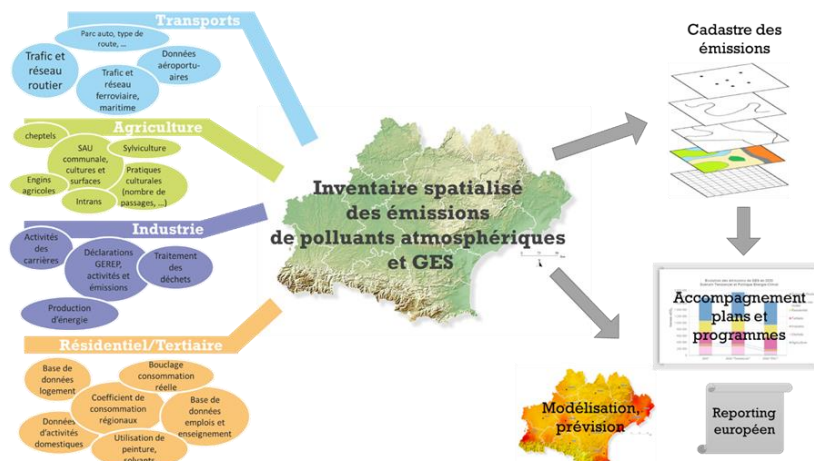 Transports
Parc auto, type de
route, ...
Trafic et
réseau
routier
Données
aéroportu-
aires
Trafic et
réseau
ferroviaire,
maritime
Agriculture
cheptels
SAU
communale,
cultures et
surfaces
Sylviculture
Engins
agricoles
Pratiques
culturales
(nombre de
passages, ...)
Intrans
Industrie
Activités
des
carrières
Déclarations
GEREP,
activités et
émissions
Traitement
des
déchets
Production
d'énergie
Résidentiel/Tertiaire
Base de
données
logement
Bouclage
consommation
réelle
Coefficient de
consommation
régionaux
Base de
données
emplois et
enseignement
Données
d'activités
domestiques
Utilisation de
peinture,
solvants
Inventaire spatialisé
des émissions
de polluants atmosphériques
et GES
Cadastre des
émissions
Accompagnement
plans et
programmes
Modélisation,
prévision
Reporting
européen